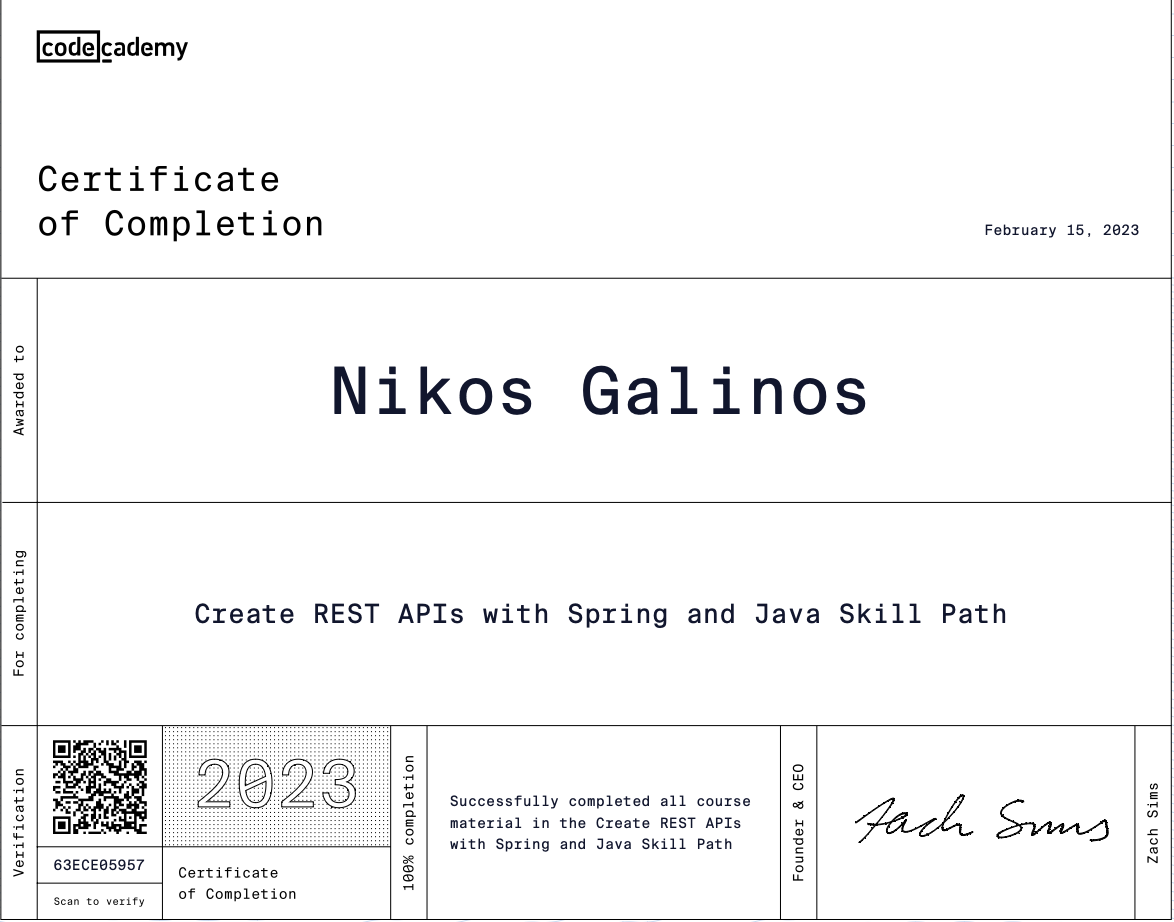 codecademy
Certificate
of Completion
February 15, 2023
Awarded to
Nikos Galinos
For completing
Create REST APIs with Spring and Java Skill Path
Verification
63ECE05957
Scan to verify
2023
Certificate
of Completion
100% completion
Successfully completed all course
material in the Create REST APIs
with Spring and Java Skill Path
Founder & CEO
Zach Sims
Zach Sims